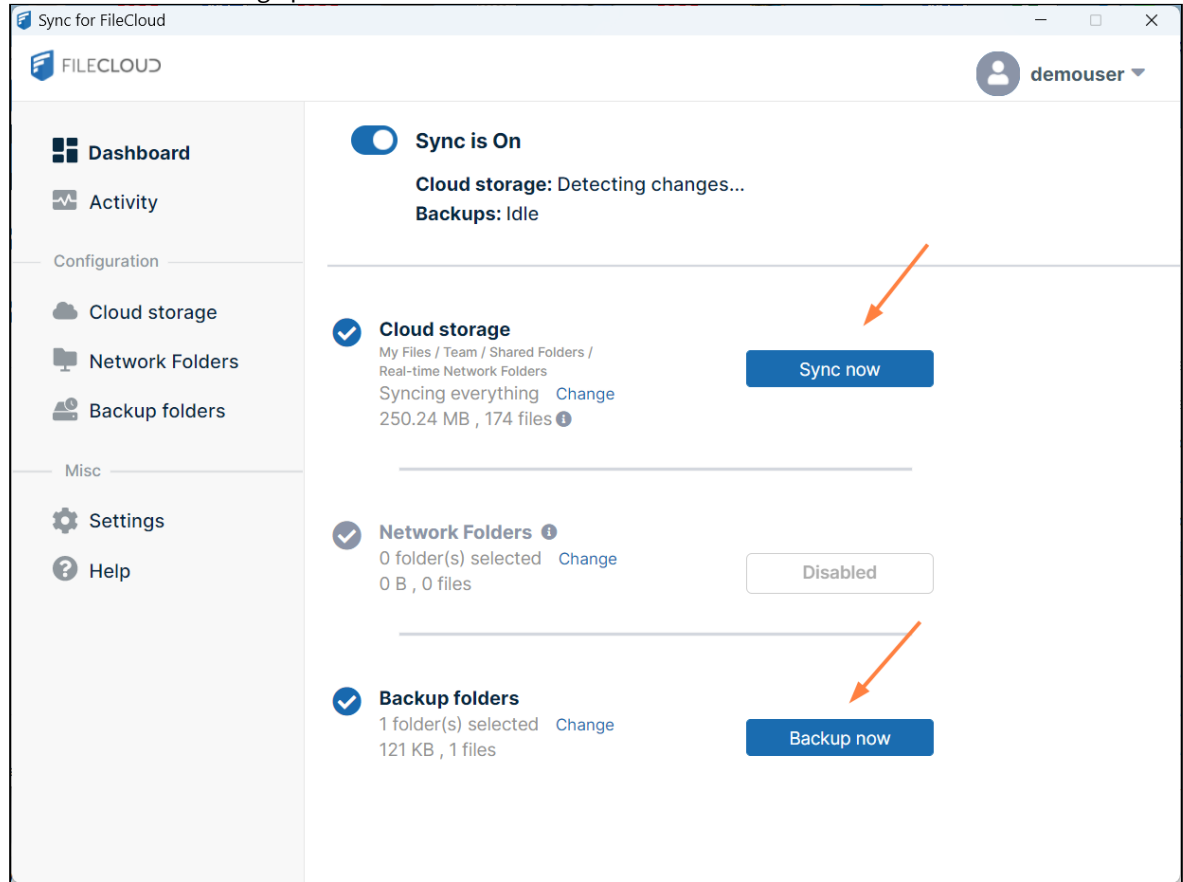 Sync for FileCloud
FILECLOUD
demouser
Dashboard
Activity
Configuration
Cloud storage
Network Folders
Backup folders
Misc
Settings
Help
Sync is On
Cloud storage: Detecting changes...
Backups: Idle
Cloud storage
My Files / Team / Shared Folders /
Real-time Network Folders
Syncing everything Change
250.24 MB , 174 files
Sync now
Network Folders
0 folder(s) selected Change
0 B , 0 files
Disabled
Backup folders
1 folder(s) selected Change
121 KB , 1 files
Backup now